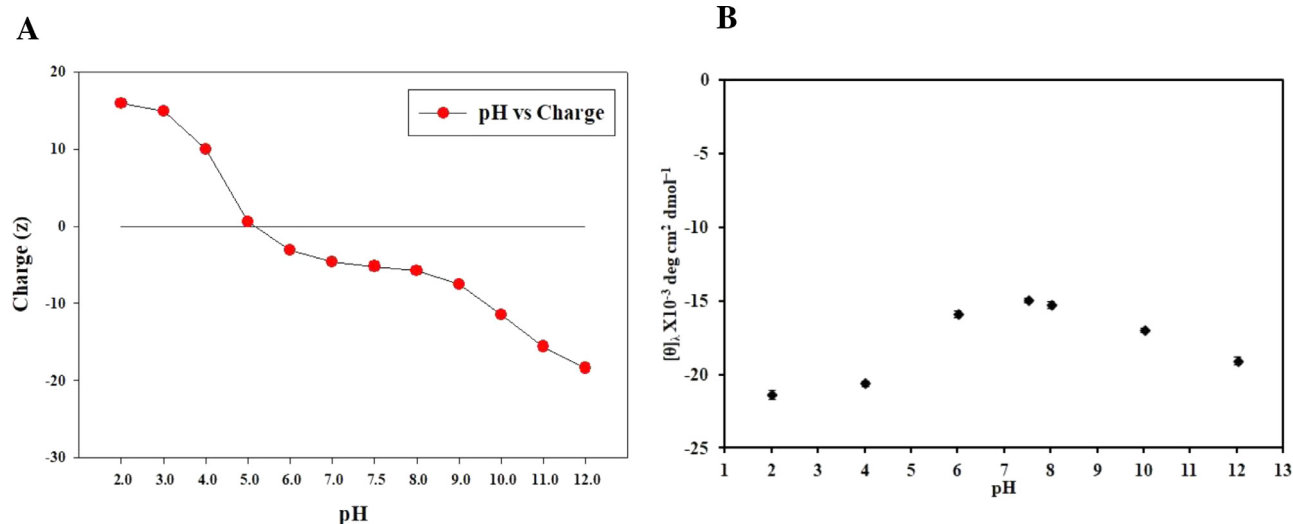 A
B
20
10
0
-10
-20
-30
Charge (z)
pH vs Charge
2.0 3.0 4.0 5.0 6.0 7.0 7.5 8.0 9.0 10.0 11.0 12.0
pH
0
-5
-10
-15
-20
-25
[θ]λ X10⁻³ deg cm² dmol⁻¹
1 2 3 4 5 6 7 8 9 10 11 12 13
pH